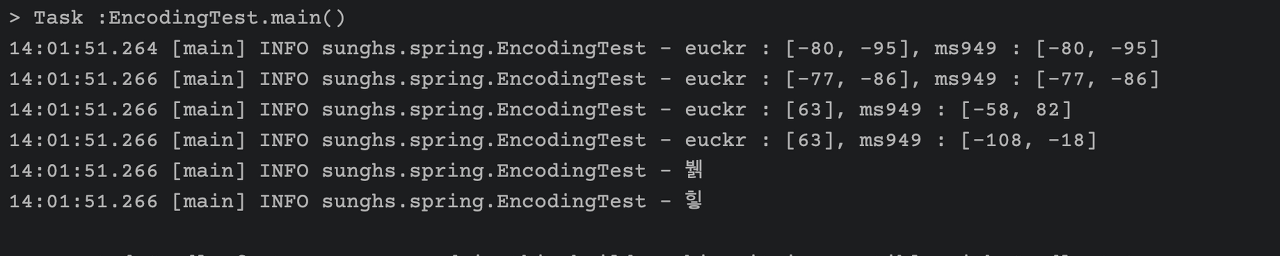 > Task :EncodingTest.main()
14:01:51.264 [main] INFO sunghs.spring.EncodingTest - euckr : [-80, -95], ms949 : [-80, -95]
14:01:51.266 [main] INFO sunghs.spring.EncodingTest - euckr : [-77, -86], ms949 : [-77, -86]
14:01:51.266 [main] INFO sunghs.spring.EncodingTest - euckr : [63], ms949 : [-58, 82]
14:01:51.266 [main] INFO sunghs.spring.EncodingTest - euckr : [63], ms949 : [-108, -18]
14:01:51.266 [main] INFO sunghs.spring.EncodingTest - 뷁
14:01:51.266 [main] INFO sunghs.spring.EncodingTest - 힣